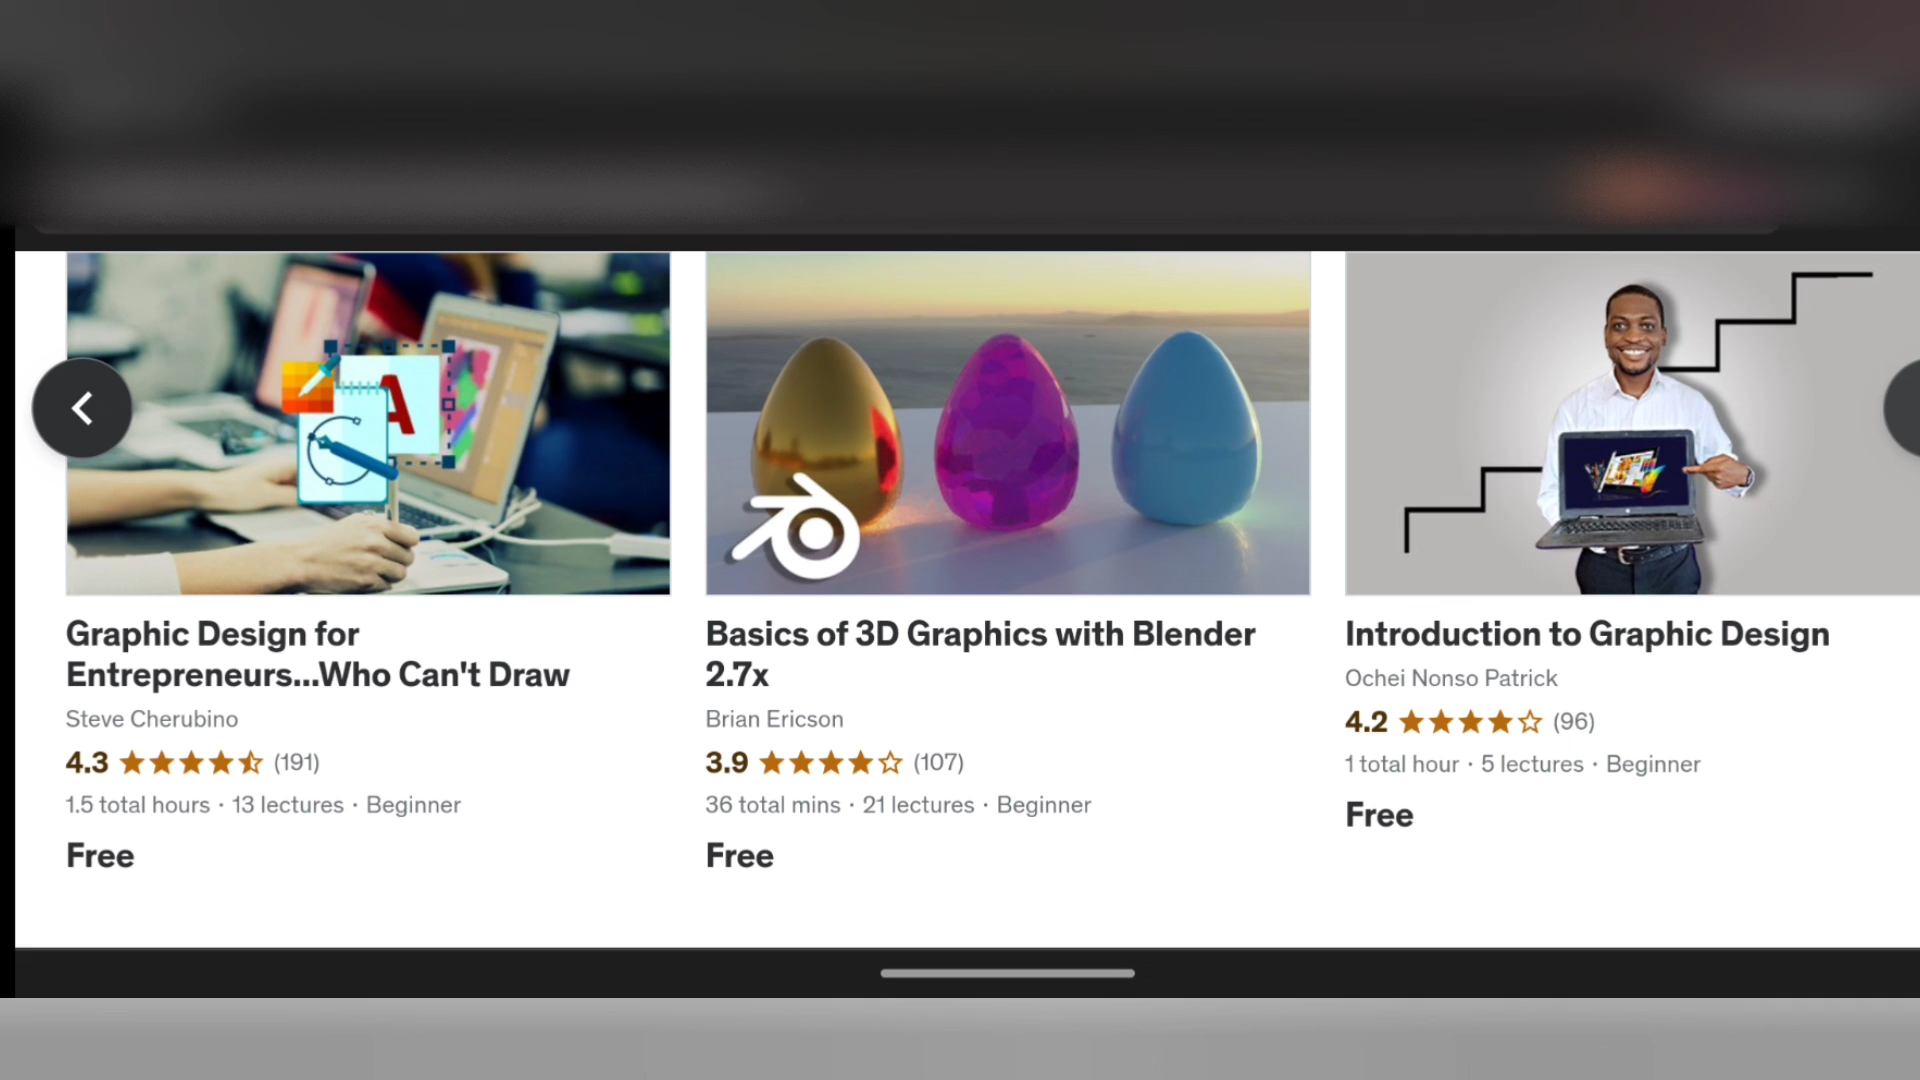 A
Graphic Design for
Entrepreneurs...Who Can't Draw
Steve Cherubino
4.3 (191)
1.5 total hours · 13 lectures · Beginner
Free
Basics of 3D Graphics with Blender
2.7x
Brian Ericson
3.9 (107)
36 total mins · 21 lectures · Beginner
Free
Introduction to Graphic Design
Ochei Nonso Patrick
4.2 (96)
1 total hour · 5 lectures · Beginner
Free